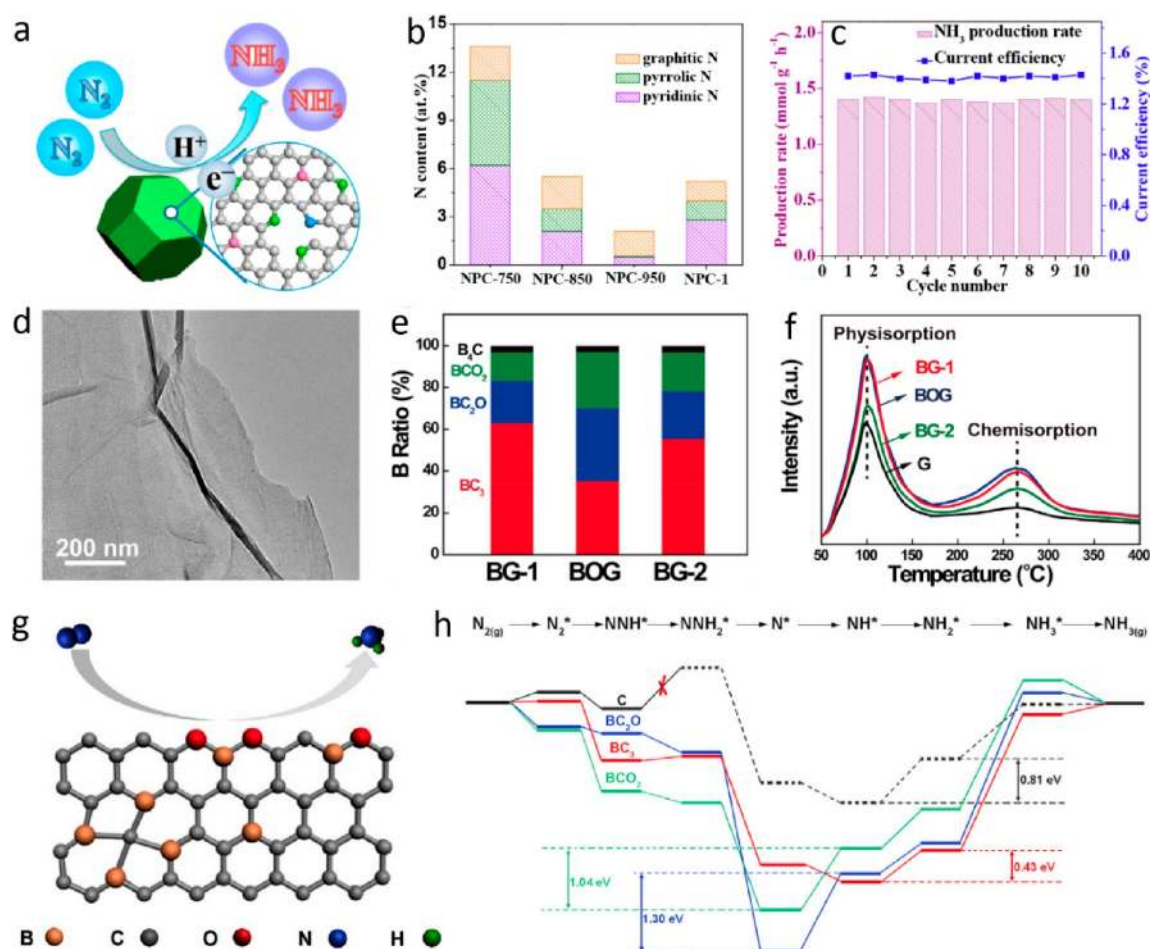 a
N₂
N₂
H⁺
e⁻
NH₃
NH₃
b
N content (at.%)
15
12
9
6
3
0
graphitic N
pyrrolic N
pyridinic N
NPC-750
NPC-850
NPC-950
NPC-1
c
Production rate (mmol g⁻¹ h⁻¹)
2.0
1.5
1.0
0.5
0.0
NH₃ production rate
Current efficiency
1.6
1.2
0.8
0.4
0.0
Current efficiency (%)
0 1 2 3 4 5 6 7 8 9 10
Cycle number
d
200 nm
e
B Ratio (%)
100
80
60
40
20
0
B₄C
BCO₂
BC₂O
BC₃
BG-1 BOG BG-2
f
Intensity (a.u.)
Physisorption
BG-1
BOG
BG-2
G
Chemisorption
50 100 150 200 250 300 350 400
Temperature (°C)
g
B C O N H
h
N₂(g) N₂* NNH* NNH₂* N* NH* NH₂* NH₃* NH₃(g)
C
BC₂O
BC₃
BCO₂
0.81 eV
0.43 eV
1.04 eV
1.30 eV